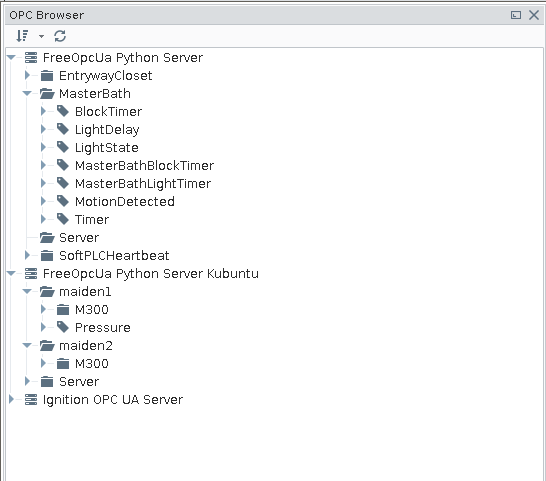 OPC Browser
FreeOpcUa Python Server
EntrywayCloset
MasterBath
BlockTimer
LightDelay
LightState
MasterBathBlockTimer
MasterBathLightTimer
MotionDetected
Timer
Server
SoftPLCHeartbeat
FreeOpcUa Python Server Kubuntu
maiden1
M300
Pressure
maiden2
M300
Server
Ignition OPC UA Server